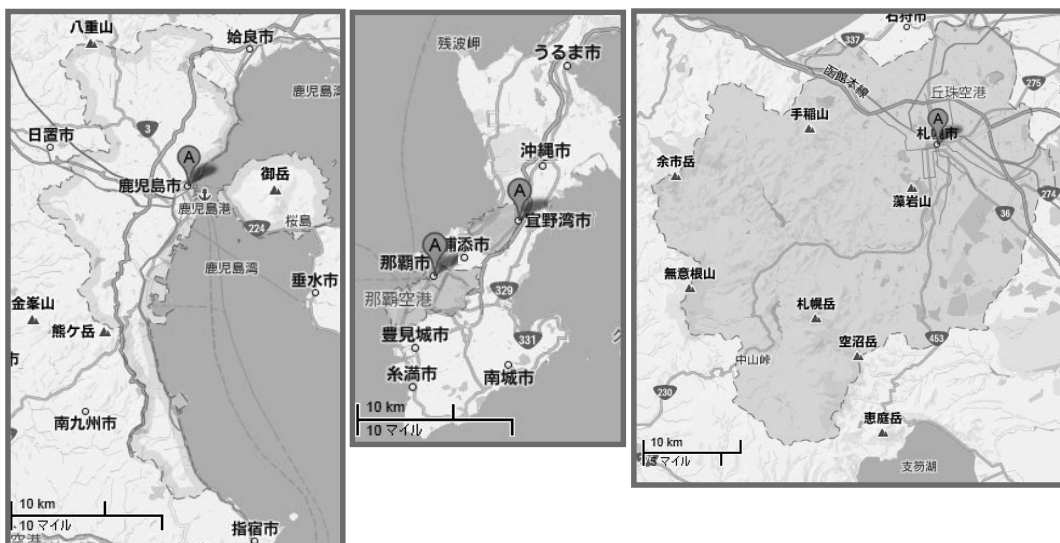 八重山
姶良市
鹿児島湾
日置市
3
A
鹿児島市
鹿児島港
御岳
224
桜島
鹿児島湾
垂水市
金峯山
熊ケ岳
市
南九州市
10 km
10 マイル
空港
指宿市
残波岬
うるま市
沖縄市
A
宜野湾市
A
浦添市
那覇市
那覇空港
329
豊見城市
331
糸満市
南城市
10 km
10 マイル
石狩市
337
函館本線
275
丘珠空港
手稲山
A
札幌市
余市岳
藻岩山
274
36
無意根山
札幌岳
空沼岳
453
中山峠
230
恵庭岳
支笏湖
10 km
5 マイル